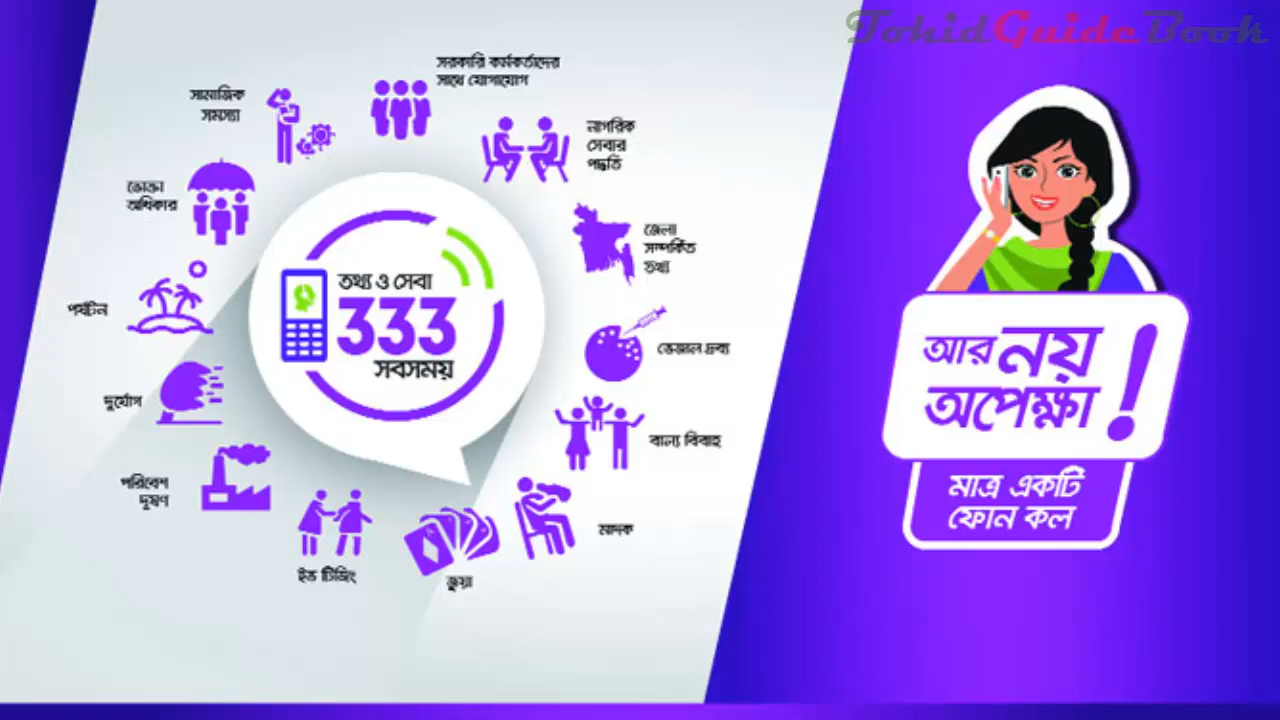 TohidGuideBook
সরকারি কর্মকর্তাদের
সাথে যোগাযোগ
সামাজিক
সমস্যা
নাগরিক
সেবার
পদ্ধতি
ভোক্তা
অধিকার
জেলা
সম্পর্কিত
তথ্য
তথ্য ও সেবা
333
সবসময়
পর্যটন
ভেজাল দ্রব্য
দুর্যোগ
বাল্য বিবাহ
পরিবেশ
দূষণ
মাদক
ইভ টিজিং
জুয়া
আর নয়
অপেক্ষা!
মাত্র একটি
ফোন কল